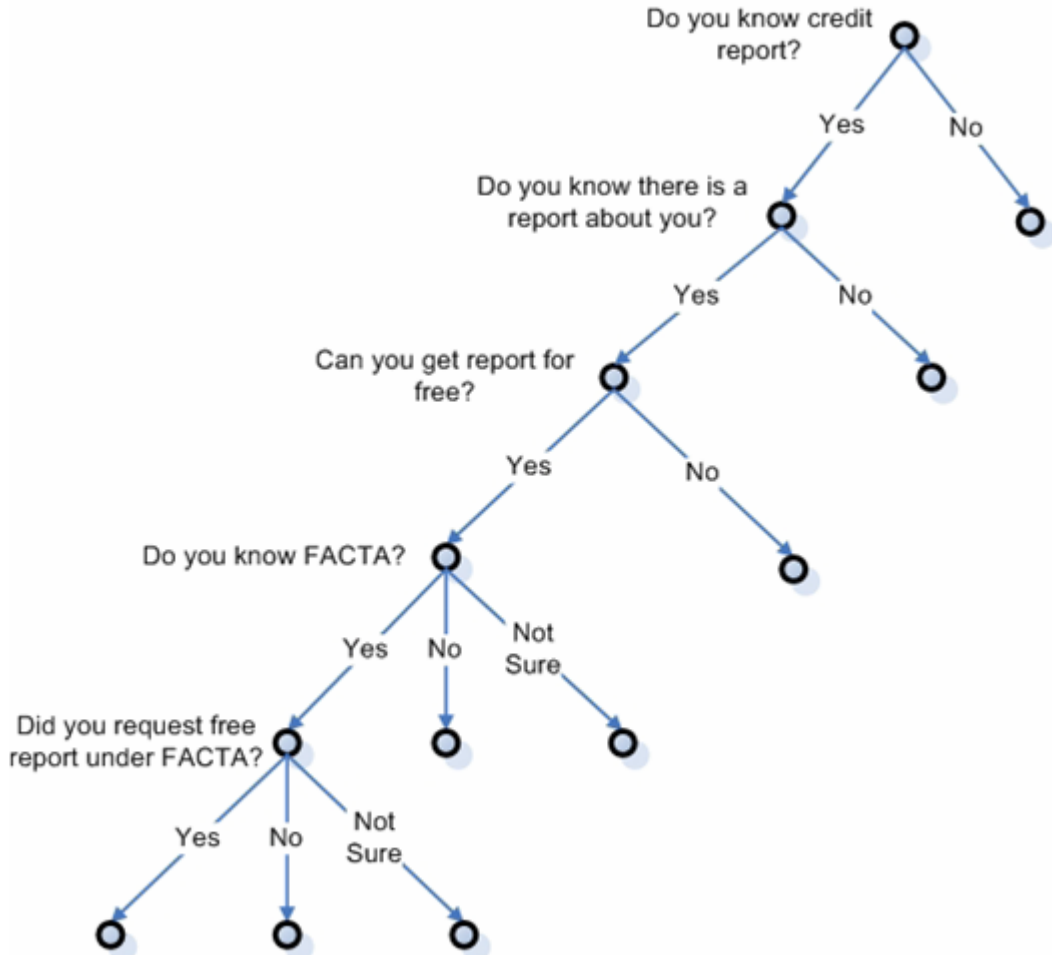 Do you know credit
report?
Yes
No
Do you know there is a
report about you?
Yes
No
Can you get report for
free?
Yes
No
Do you know FACTA?
Yes
No
Not
Sure
Did you request free
report under FACTA?
Yes
No
Not
Sure